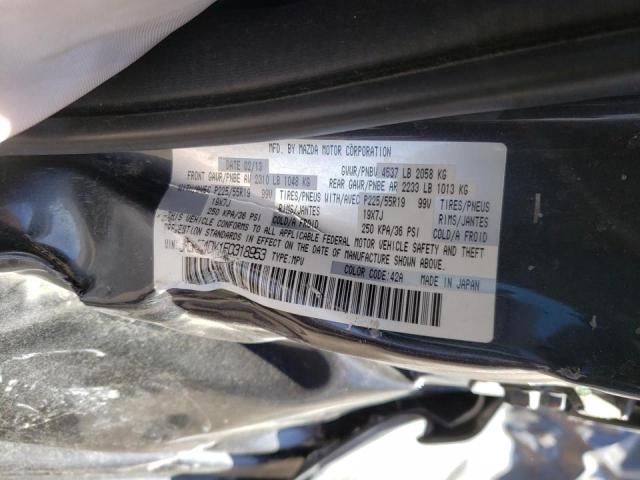 MFD. BY MAZDA MOTOR CORPORATION
DATE 02/13 GVWR/PNBV 4537 LB 2058 KG
FRONT GAWR/PNBE AV 2310 LB 1048 KG REAR GAWR/PNBE AR 2233 LB 1013 KG
WITH/AVEC P225/55R19 99V TIRES/PNEUS WITH/AVEC P225/55R19 99V TIRES/PNEUS
19X7J RIMS/JANTES 19X7J RIMS/JANTES
250 KPA/36 PSI COLD/A FROID 250 KPA/36 PSI COLD/A FROID
VEHICLE CONFORMS TO ALL APPLICABLE FEDERAL MOTOR VEHICLE SAFETY AND THEFT
PREVENTION STANDARDS IN EFFECT ON THE DATE OF MANUFACTURE SHOWN ABOVE.
TYPE:MPV COLOR CODE:42A MADE IN JAPAN